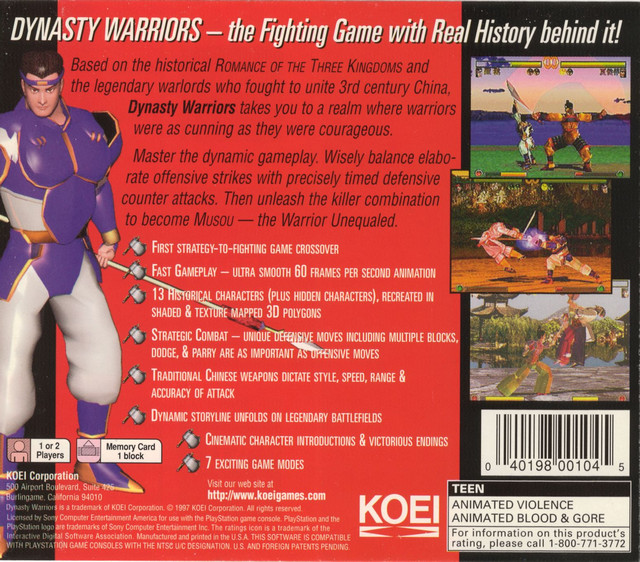 DYNASTY WARRIORS – the Fighting Game with Real History behind it!
Based on the historical ROMANCE OF THE THREE KINGDOMS and
the legendary warlords who fought to unite 3rd century China,
Dynasty Warriors takes you to a realm where warriors
were as cunning as they were courageous.
Master the dynamic gameplay. Wisely balance elabo-
rate offensive strikes with precisely timed defensive
counter attacks. Then unleash the killer combination
to become MUSOU — the Warrior Unequaled.
FIRST STRATEGY-TO-FIGHTING GAME CROSSOVER
FAST GAMEPLAY – ULTRA SMOOTH 60 FRAMES PER SECOND ANIMATION
13 HISTORICAL CHARACTERS (PLUS HIDDEN CHARACTERS), RECREATED IN
SHADED & TEXTURE MAPPED 3D POLYGONS
STRATEGIC COMBAT – UNIQUE DEFENSIVE MOVES INCLUDING MULTIPLE BLOCKS,
DODGE, & PARRY ARE AS IMPORTANT AS OFFENSIVE MOVES
TRADITIONAL CHINESE WEAPONS DICTATE STYLE, SPEED, RANGE &
ACCURACY OF ATTACK
DYNAMIC STORYLINE UNFOLDS ON LEGENDARY BATTLEFIELDS
CINEMATIC CHARACTER INTRODUCTIONS & VICTORIOUS ENDINGS
7 EXCITING GAME MODES
1 or 2
Players
Memory Card
1 block
KOEI Corporation
500 Airport Boulevard, Suite
Burlingame, California 94010
Visit our web site at
http://www.koeigames.com
Dynasty Warriors is a trademark of KOEI Corporation. © 1997 KOEI Corporation. All rights reserved.
Licensed by Sony Computer Entertainment America for use with the PlayStation game console. PlayStation and the
PlayStation logo are trademarks of Sony Computer Entertainment Inc. The ratings icon is a trademark of the
Interactive Digital Software Association. Manufactured and printed in the U.S.A. THIS SOFTWARE IS COMPATIBLE
WITH PLAYSTATION GAME CONSOLES WITH THE NTSC U/C DESIGNATION. U.S. AND FOREIGN PATENTS PENDING.
KOEI
0 40198 00104 5
TEEN
ANIMATED VIOLENCE
ANIMATED BLOOD & GORE
For information on this product's
rating, please call 1-800-771-3772